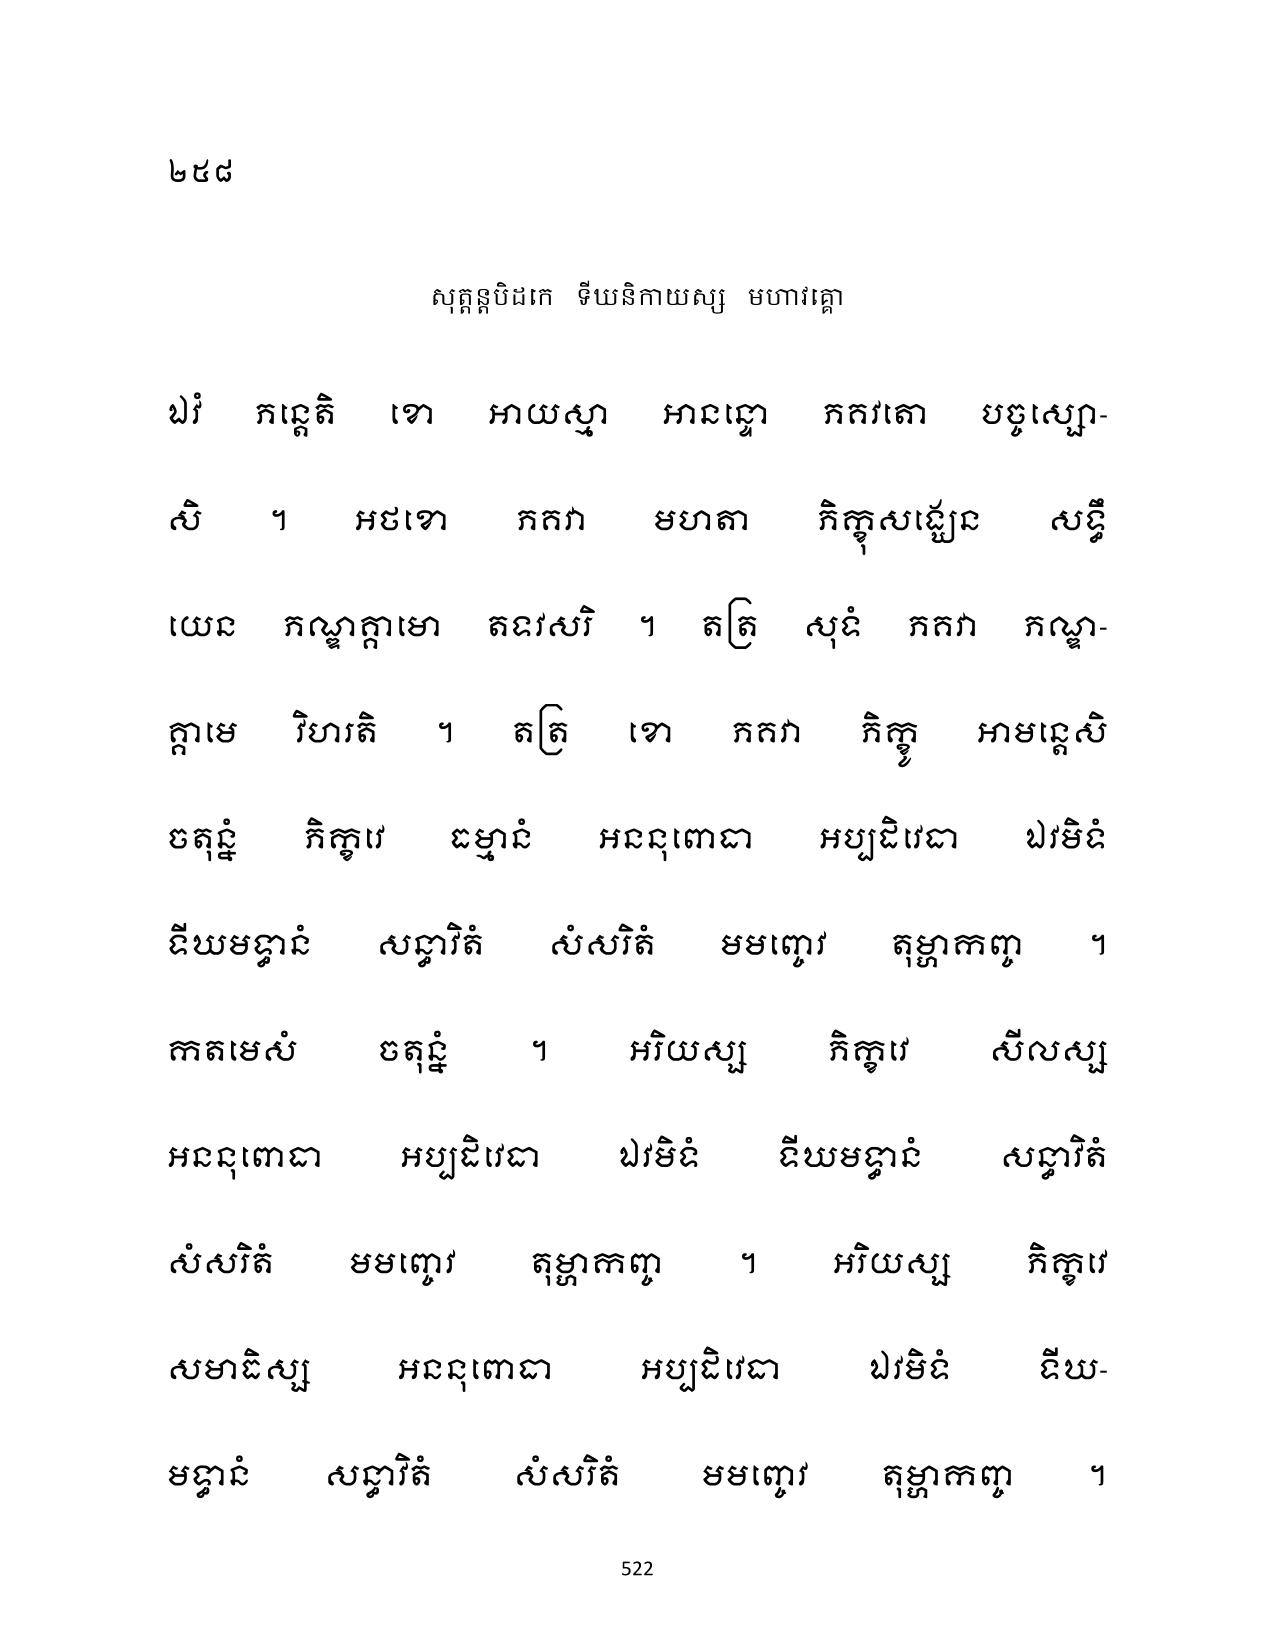 ២៥៨
សុត្តន្តបិដកេ ទីឃនិកាយស្ស មហាវគ្គោ
ឯវំ ភន្តេតិ ខោ អាយស្មា អានន្ទោ ភគវតោ បច្ចស្សោ-
សិ ។ អថខោ ភគវា មហតា ភិក្ខុសង្ឃេន សទ្ធឹ
យេន ភណ្ឌគ្គាមោ តទវសរិ ។ តត្រ សុទំ ភគវា ភណ្ឌ-
គ្គាមេ វិហរតិ ។ តត្រ ខោ ភគវា ភិក្ខូ អាមន្តេសិ
ចតុន្នំ ភិក្ខវេ ធម្មានំ អននុពោធា អប្បដិវេធា ឯវមិទំ
ទីឃមទ្ធានំ សន្ធាវិតំ សំសរិតំ មមញ្ចេវ តុម្ហាកញ្ច ។
កតមេសំ ចតុន្នំ ។ អរិយស្ស ភិក្ខវេ សីលស្ស
អននុពោធា អប្បដិវេធា ឯវមិទំ ទីឃមទ្ធានំ សន្ធាវិតំ
សំសរិតំ មមញ្ចេវ តុម្ហាកញ្ច ។ អរិយស្ស ភិក្ខវេ
សមាធិស្ស អននុពោធា អប្បដិវេធា ឯវមិទំ ទីឃ-
មទ្ធានំ សន្ធាវិតំ សំសរិតំ មមញ្ចេវ តុម្ហាកញ្ច ។
522